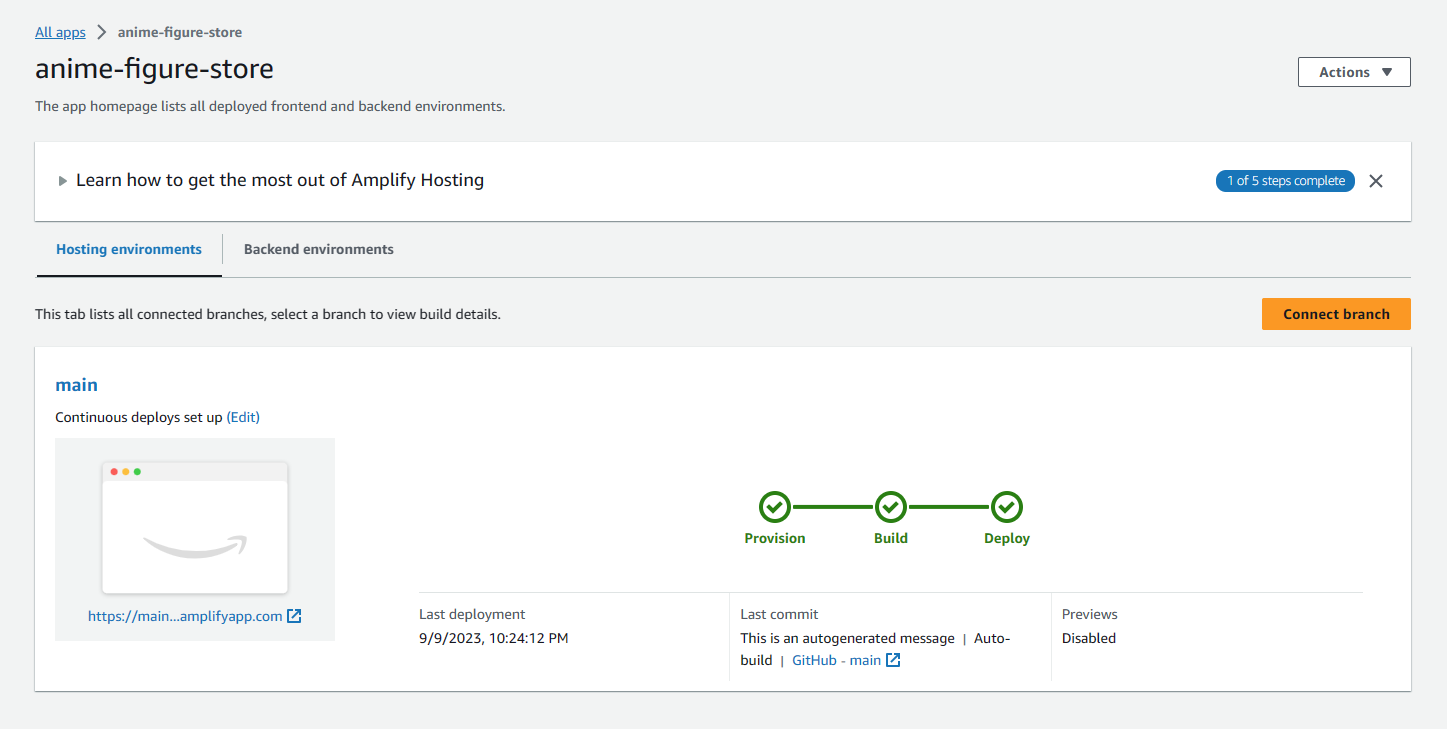 All apps > anime-figure-store
anime-figure-store
Actions
The app homepage lists all deployed frontend and backend environments.
Learn how to get the most out of Amplify Hosting
1 of 5 steps complete
Hosting environments
Backend environments
This tab lists all connected branches, select a branch to view build details.
Connect branch
main
Continuous deploys set up (Edit)
https://main...amplifyapp.com
Provision
Build
Deploy
Last deployment
9/9/2023, 10:24:12 PM
Last commit
This is an autogenerated message | Auto-
build | GitHub - main
Previews
Disabled